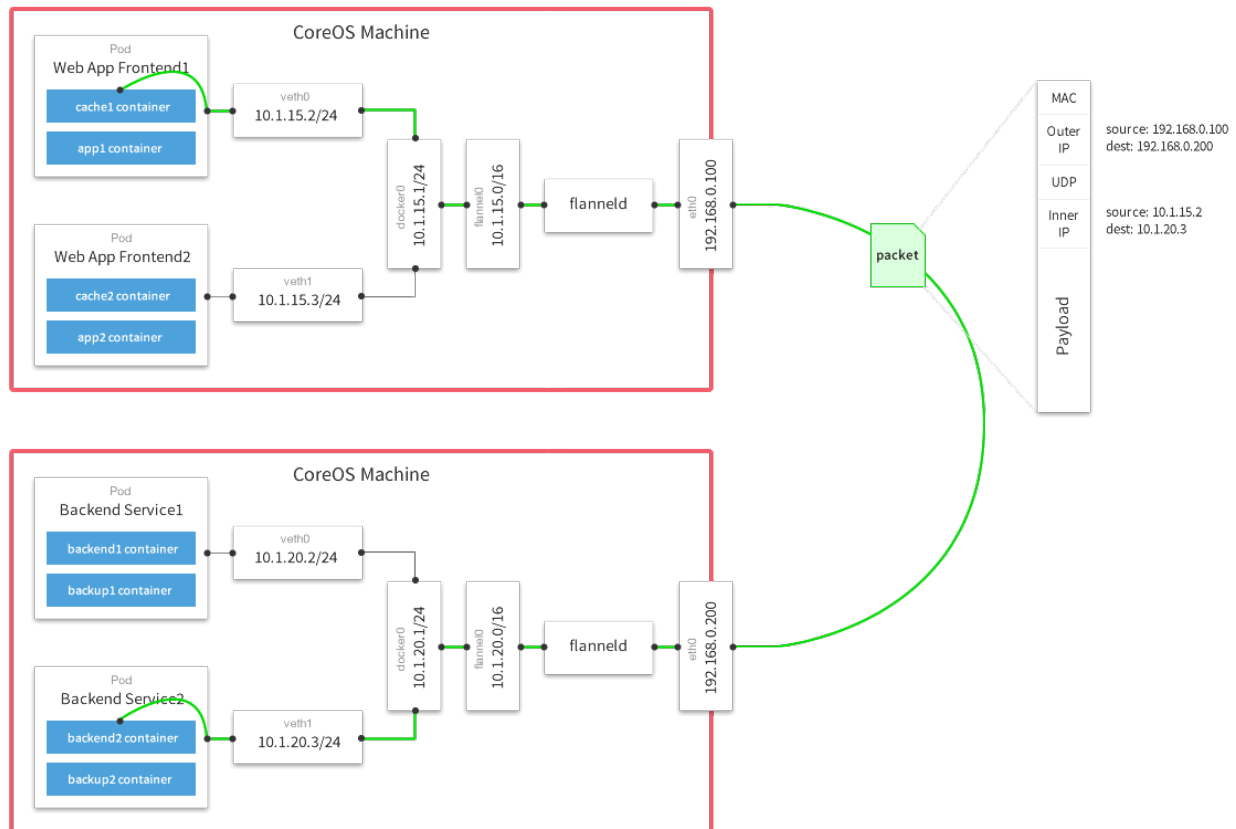 CoreOS Machine
Pod
Web App Frontend1
cache1 container
app1 container
veth0
10.1.15.2/24
Pod
Web App Frontend2
cache2 container
app2 container
veth1
10.1.15.3/24
docker0
10.1.15.1/24
flannel0
10.1.15.0/16
flanneld
eth0
192.168.0.100
packet
MAC
Outer
IP
source: 192.168.0.100
dest: 192.168.0.200
UDP
Inner
IP
source: 10.1.15.2
dest: 10.1.20.3
Payload
CoreOS Machine
Pod
Backend Service1
backend1 container
backup1 container
veth0
10.1.20.2/24
Pod
Backend Service2
backend2 container
backup2 container
veth1
10.1.20.3/24
docker0
10.1.20.1/24
flannel0
10.1.20.0/16
flanneld
eth0
192.168.0.200